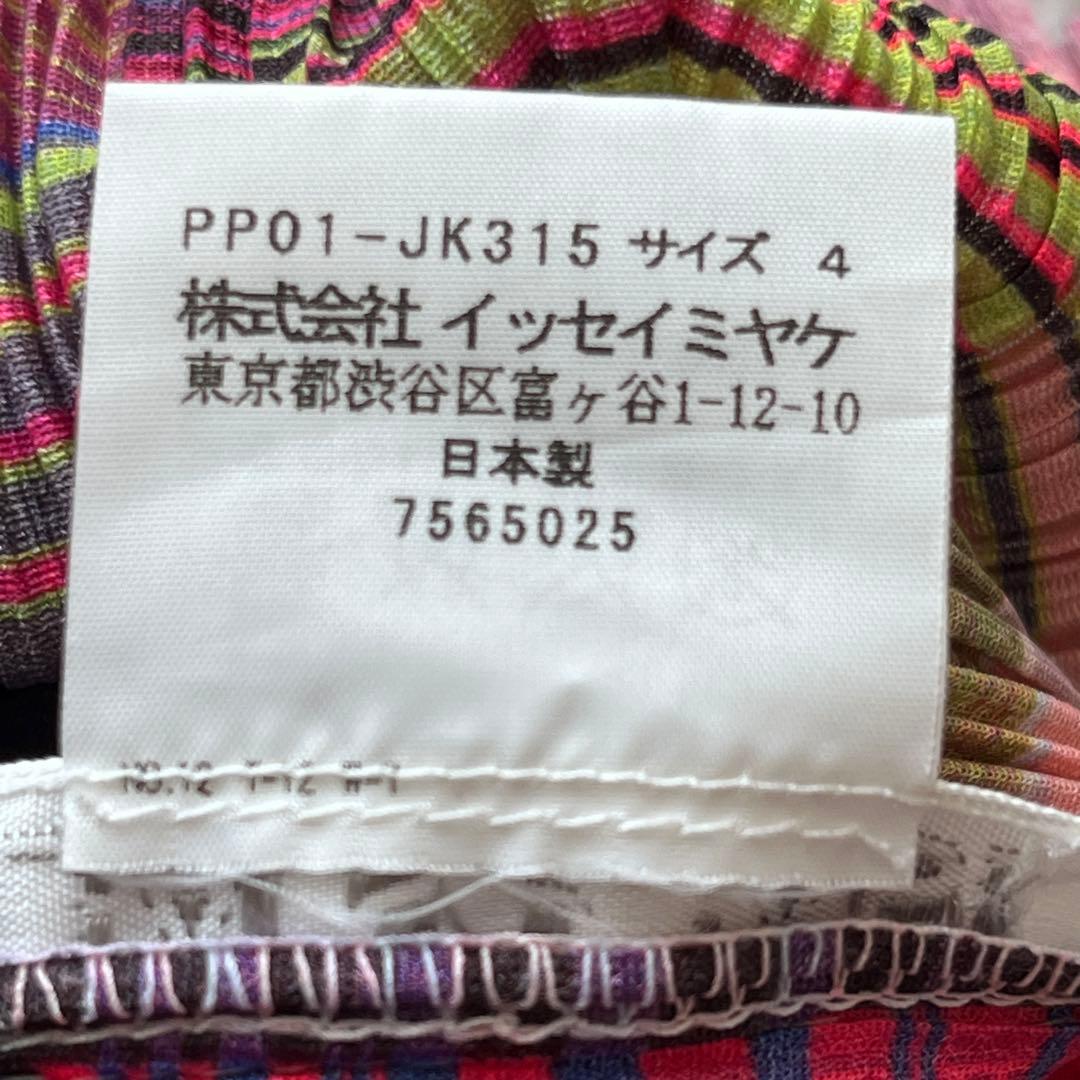 PP01-JK315 サイズ 4
株式会社 イッセイミヤケ
東京都渋谷区富ヶ谷1-12-10
日本製
7565025